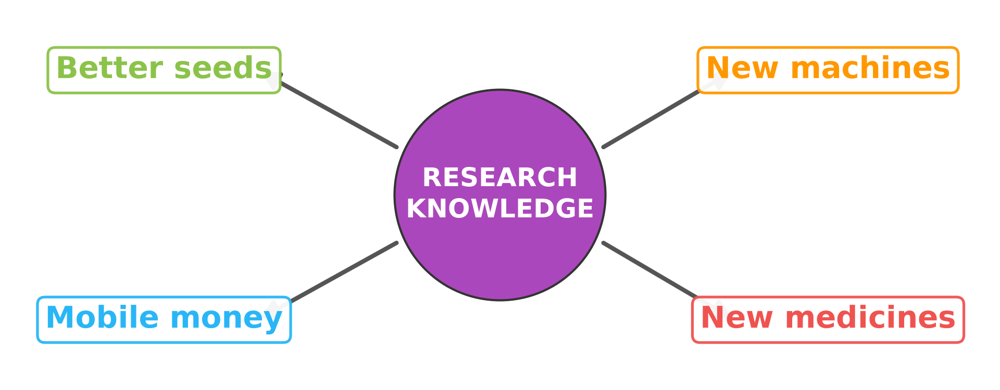 Better seeds
New machines
RESEARCH
KNOWLEDGE
Mobile money
New medicines